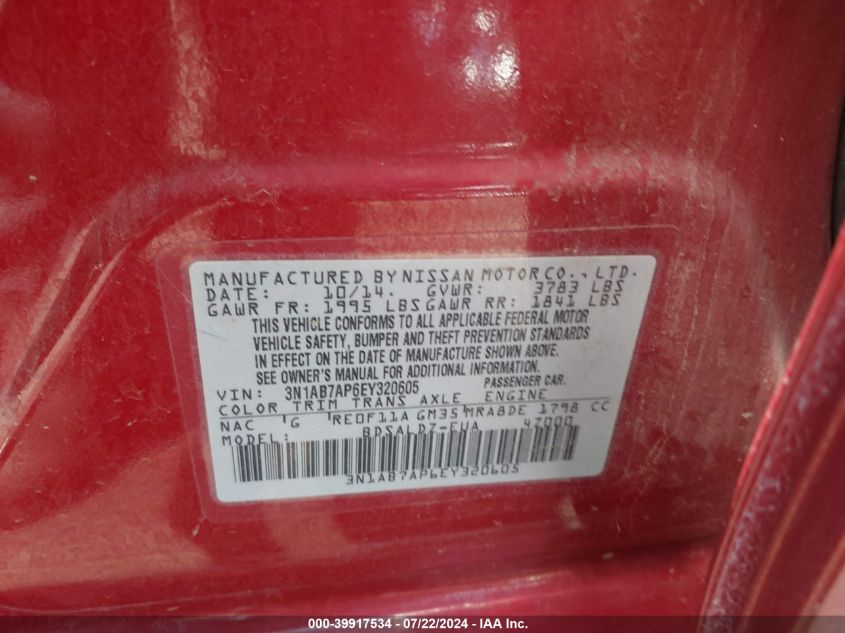 MANUFACTURED BY NISSAN MOTOR CO., LTD.
DATE: 10/14. GVWR: 3783 LBS
GAWR FR: 1995 LBS GAWR RR: 1841 LBS
THIS VEHICLE CONFORMS TO ALL APPLICABLE FEDERAL MOTOR
VEHICLE SAFETY, BUMPER AND THEFT PREVENTION STANDARDS
IN EFFECT ON THE DATE OF MANUFACTURE SHOWN ABOVE.
SEE OWNER'S MANUAL FOR ADDITIONAL INFORMATION.
VIN: 3N1AB7AP6EY320605 PASSENGER CAR.
COLOR TRIM TRANS AXLE ENGINE
NAC G RE0F11A GM35 MRA8DE 1798 CC
MODEL: BDSALDZ-EUA 4Z000
3N1AB7AP6EY320605
000-39917534 / 07/22/2024 - IAA Inc.